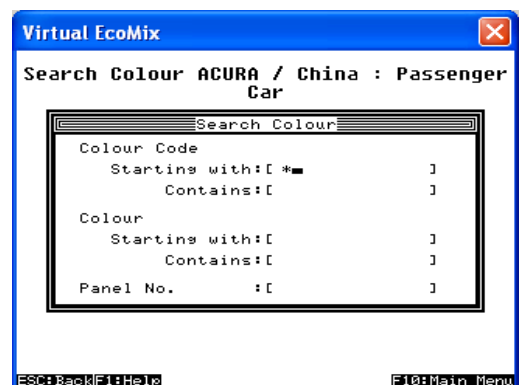 Virtual EcoMix
Search Colour ACURA / China : Passenger
Car
Search Colour
Colour Code
Starting with:[ * ]
Contains:[ ]
Colour
Starting with:[ ]
Contains:[ ]
Panel No. :[ ]
ESC:Back F1:Help F10:Main Menu